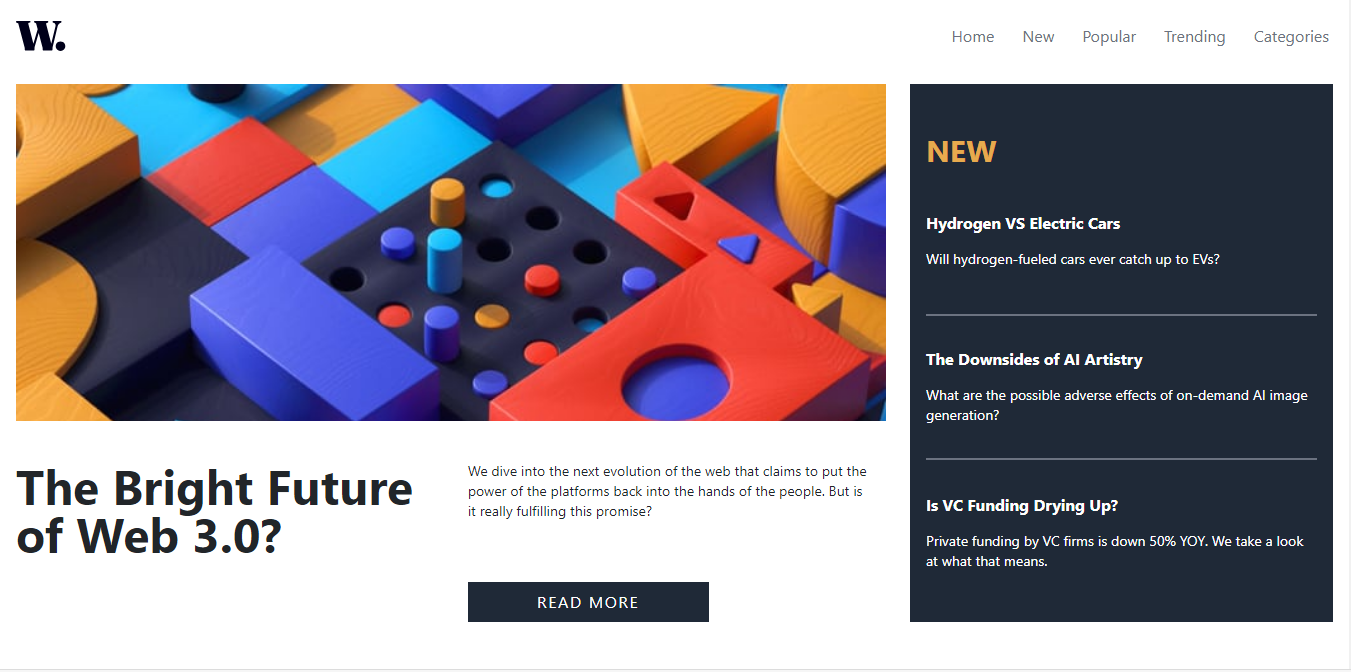 W.
Home New Popular Trending Categories
The Bright Future
of Web 3.0?
We dive into the next evolution of the web that claims to put the
power of the platforms back into the hands of the people. But is
it really fulfilling this promise?
READ MORE
NEW
Hydrogen VS Electric Cars
Will hydrogen-fueled cars ever catch up to EVs?
The Downsides of AI Artistry
What are the possible adverse effects of on-demand AI image
generation?
Is VC Funding Drying Up?
Private funding by VC firms is down 50% YOY. We take a look
at what that means.